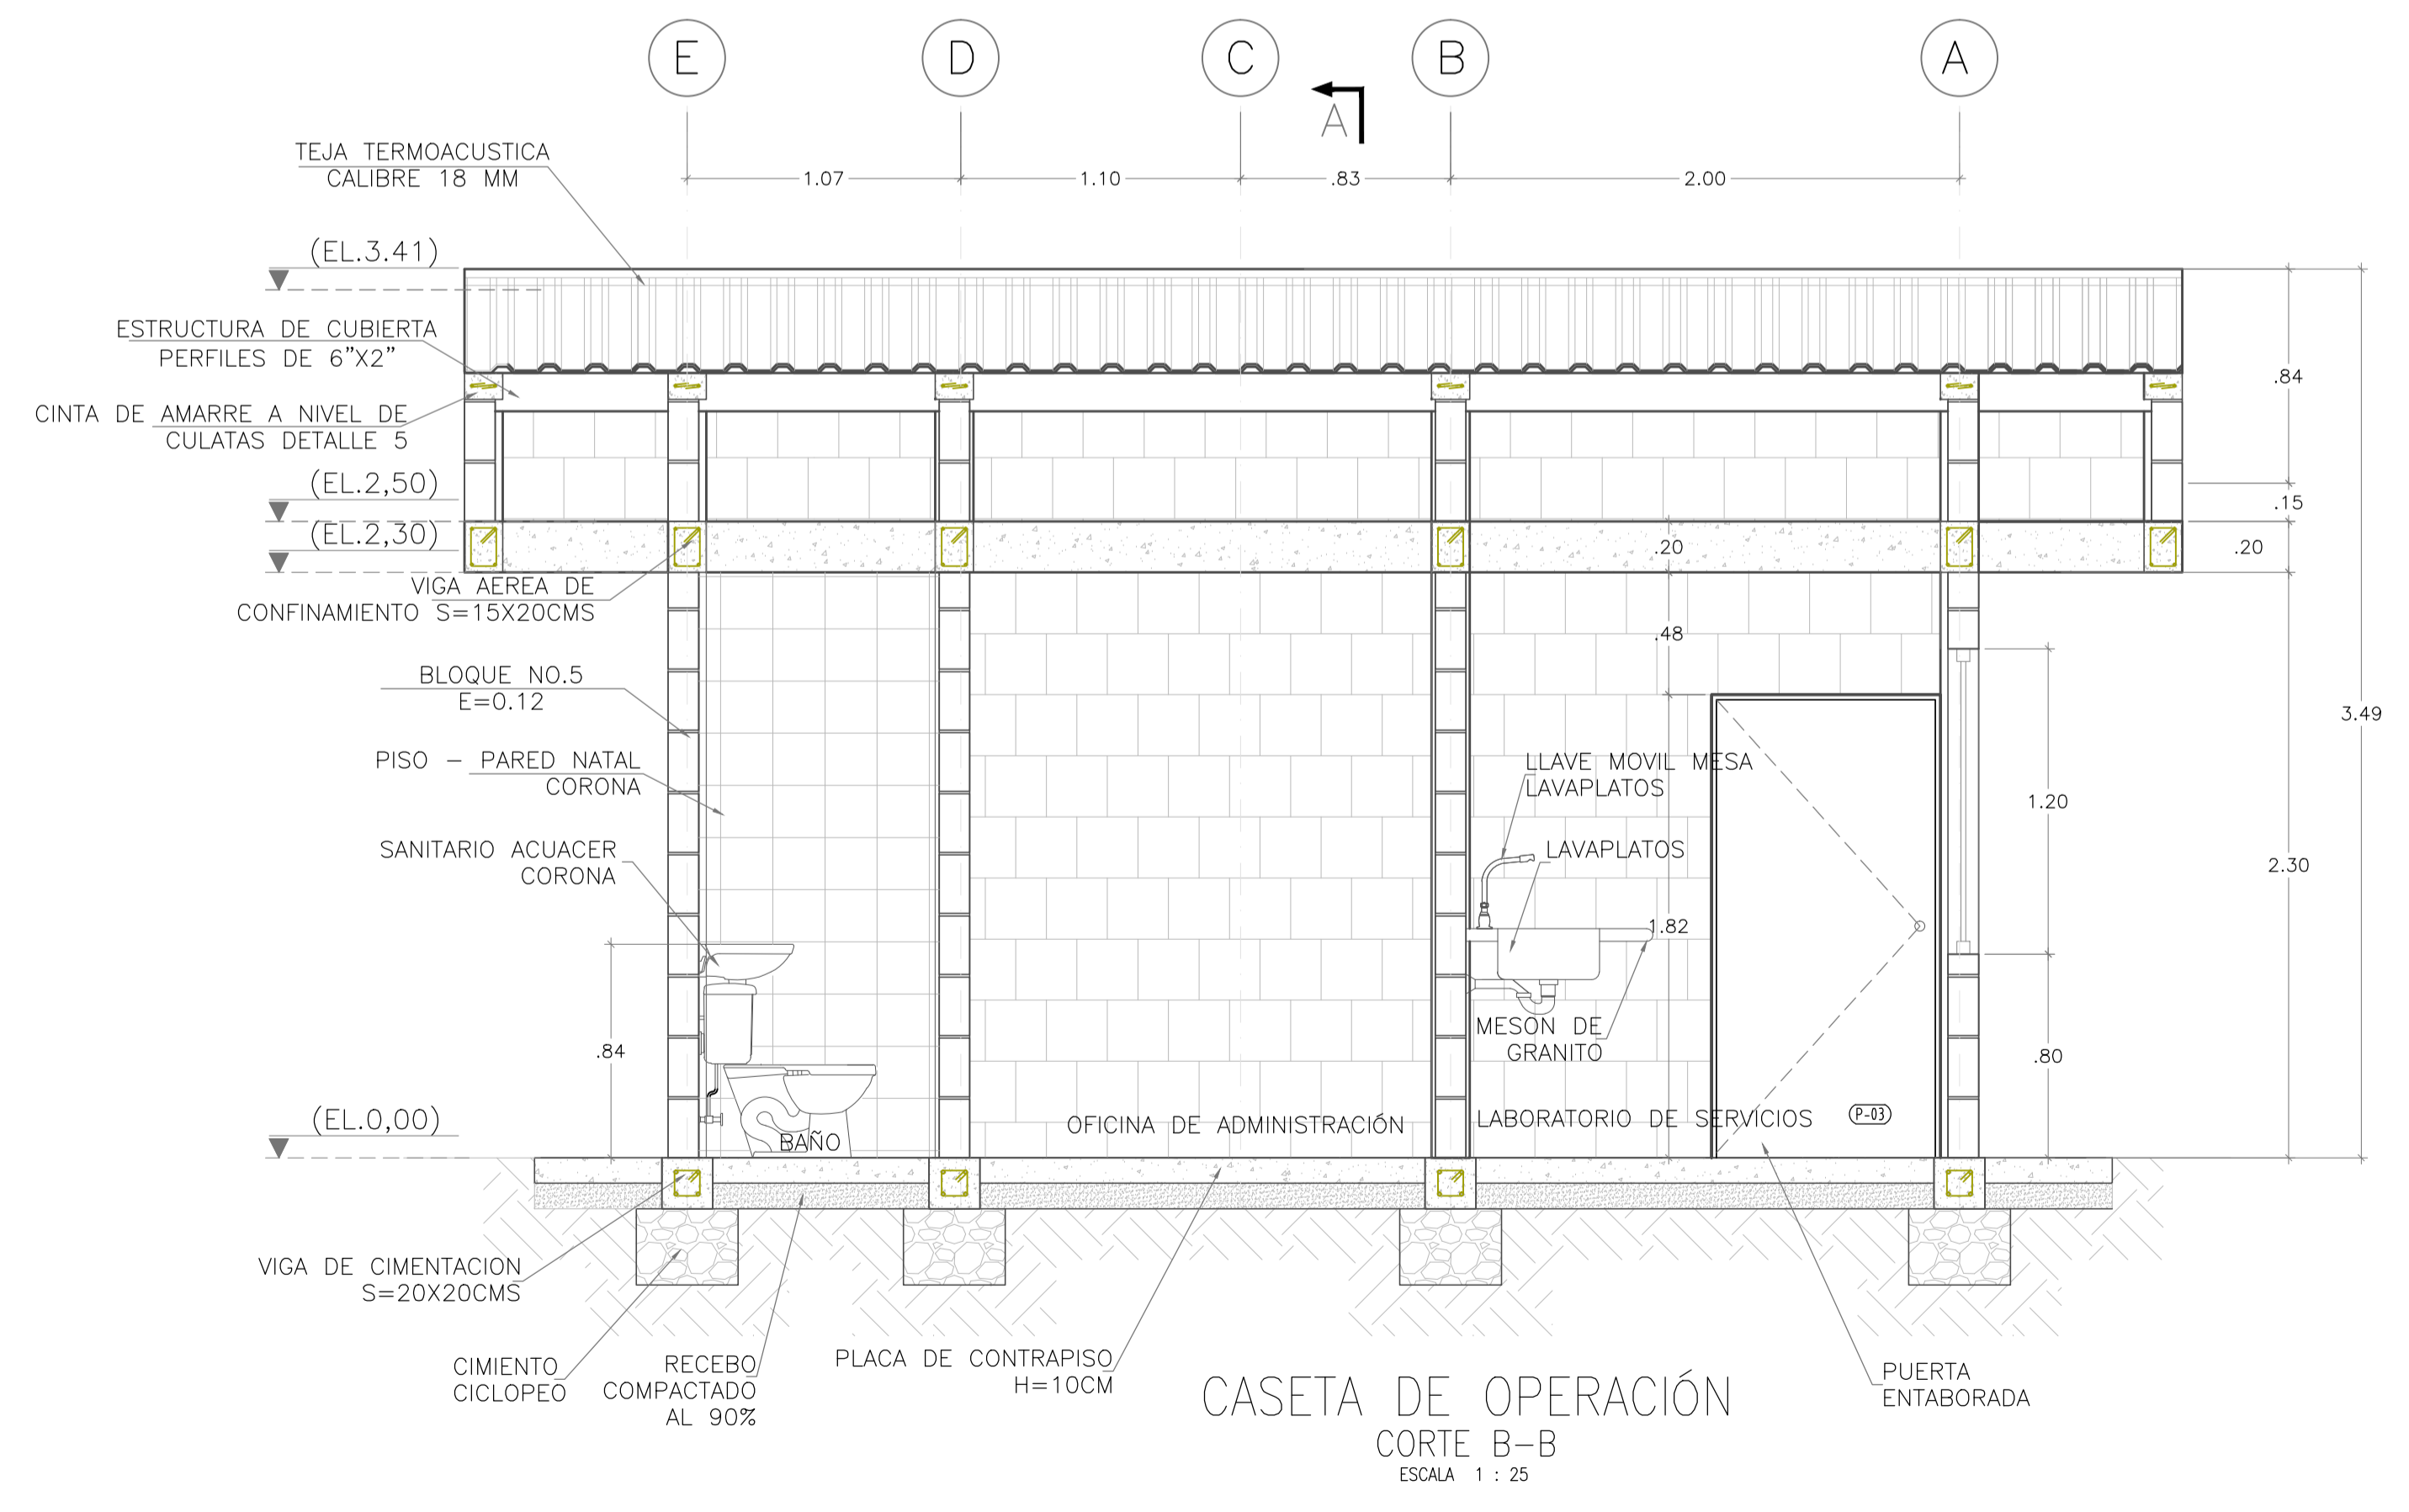 E
D
C
B
A
A
1.07
1.10
.83
2.00
TEJA TERMOACUSTICA
CALIBRE 18 MM
(EL.3.41)
ESTRUCTURA DE CUBIERTA
PERFILES DE 6”X2”
CINTA DE AMARRE A NIVEL DE
CULATAS DETALLE 5
(EL.2,50)
(EL.2,30)
VIGA AEREA DE
CONFINAMIENTO S=15X20CMS
BLOQUE NO.5
E=0.12
PISO – PARED NATAL
CORONA
SANITARIO ACUACER
CORONA
.84
(EL.0,00)
BAÑO
OFICINA DE ADMINISTRACIÓN
LABORATORIO DE SERVICIOS
P-03
LLAVE MOVIL MESA
LAVAPLATOS
LAVAPLATOS
MESON DE
GRANITO
.20
.48
1.82
1.20
.80
.84
.15
.20
2.30
3.49
VIGA DE CIMENTACION
S=20X20CMS
CIMIENTO
CICLOPEO
RECEBO
COMPACTADO
AL 90%
PLACA DE CONTRAPISO
H=10CM
PUERTA
ENTABORADA
CASETA DE OPERACIÓN
CORTE B–B
ESCALA 1 : 25